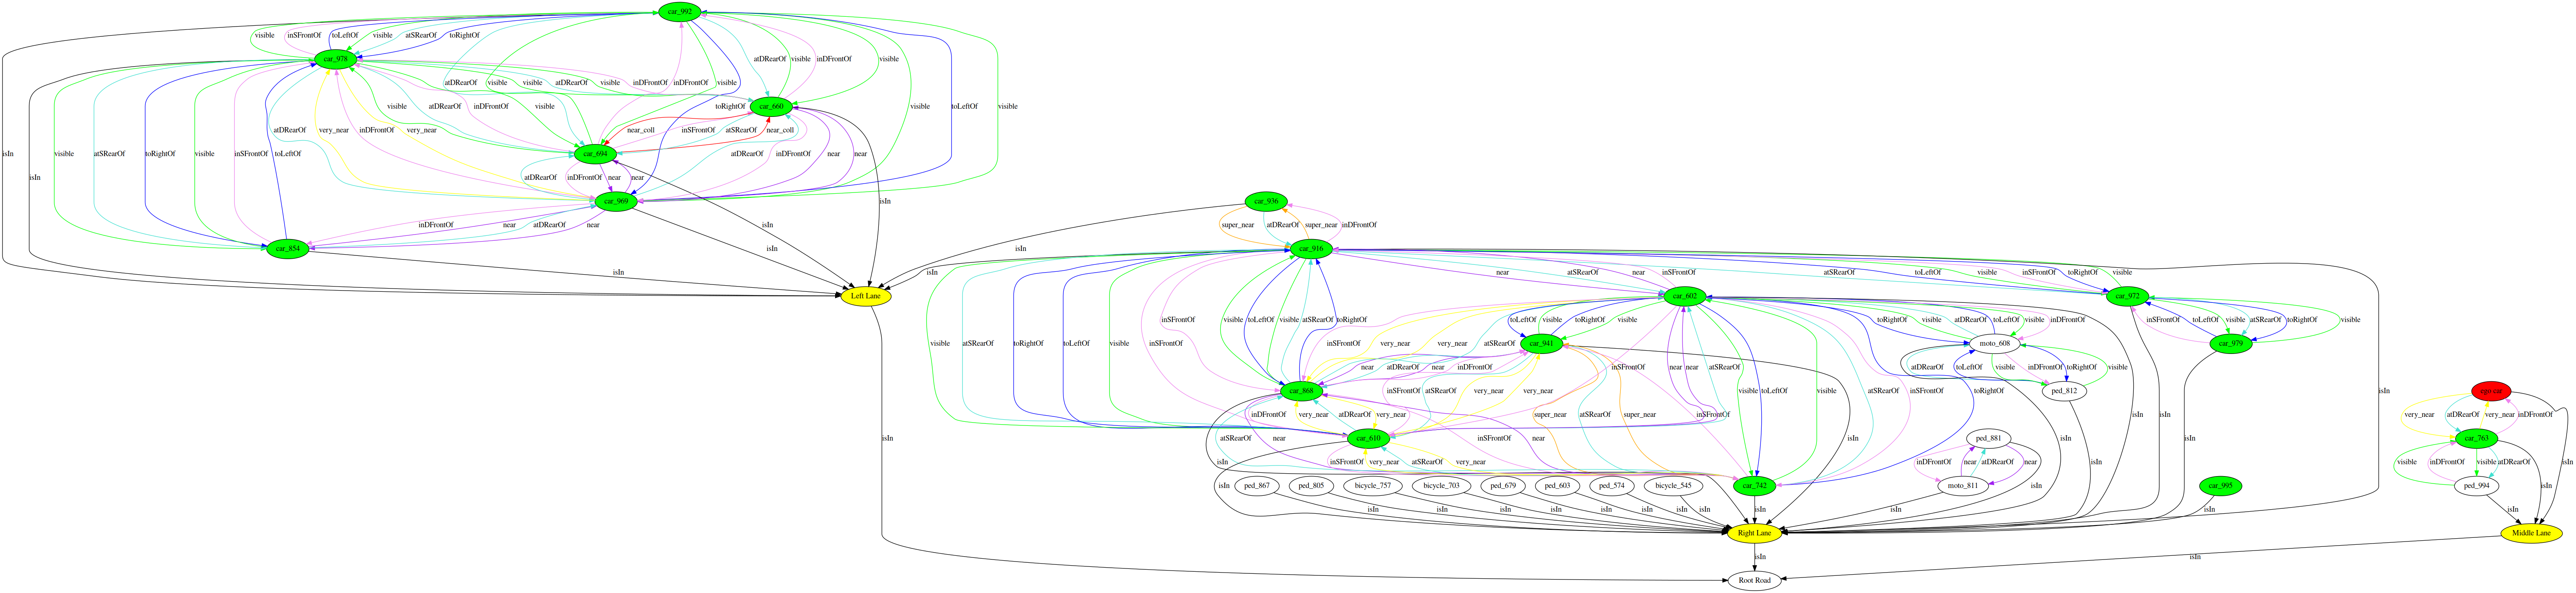 car_992
visible inSFrontOf toLeftOf visible atSRearOf toRightOf
car_978 atDRearOf visible inDFrontOf visible
atDRearOf visible atDRearOf visible inDFrontOf inDFrontOf visible
visible atDRearOf inDFrontOf visible toRightOf car_660 visible toLeftOf visible
atDRearOf very_near inDFrontOf very_near near_coll inSFrontOf atSRearOf near_coll
isIn visible atSRearOf toRightOf visible inSFrontOf toLeftOf car_694 atDRearOf inDFrontOf near near
isIn atDRearOf inDFrontOf near near
car_969 isIn car_936
inDFrontOf near atDRearOf near isIn super_near atDRearOf super_near inDFrontOf
car_854 isIn isIn car_916
isIn isIn near atSRearOf near inSFrontOf atSRearOf toLeftOf visible inSFrontOf toRightOf visible
Left Lane car_602 car_972
inSFrontOf visible toLeftOf visible atSRearOf toRightOf toLeftOf visible toRightOf visible toRightOf visible atDRearOf toLeftOf visible inDFrontOf inSFrontOf visible atSRearOf toRightOf visible
visible atSRearOf toRightOf toLeftOf visible inSFrontOf inSFrontOf very_near very_near atSRearOf car_941 moto_608 car_979
near atDRearOf near inDFrontOf near near atSRearOf inSFrontOf atDRearOf visible inDFrontOf toRightOf visible
car_868 inSFrontOf atSRearOf very_near very_near visible toLeftOf visible atSRearOf inSFrontOf toRightOf ped_812 isIn ego car
inDFrontOf very_near atDRearOf very_near super_near super_near inSFrontOf very_near atDRearOf very_near inDFrontOf
isIn atSRearOf near car_610 atSRearOf inSFrontOf near isIn ped_881 isIn isIn isIn isIn car_763
isIn inSFrontOf very_near atSRearOf very_near inDFrontOf near atDRearOf near isIn visible inDFrontOf visible atDRearOf isIn
isIn ped_867 ped_805 bicycle_757 bicycle_703 ped_679 ped_603 ped_574 bicycle_545 car_742 moto_811 isIn car_995 ped_994 isIn
isIn isIn isIn isIn isIn isIn isIn isIn isIn isIn isIn isIn
Right Lane Middle Lane
isIn isIn
Root Road